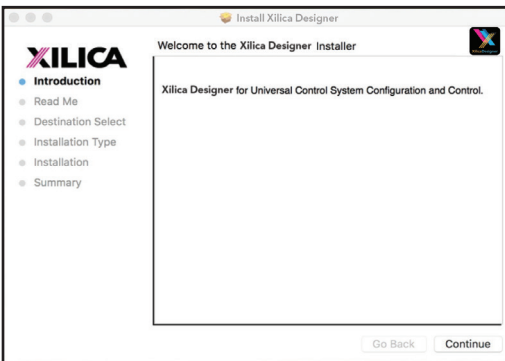 Install Xilica Designer
XILICA
Welcome to the Xilica Designer Installer
Introduction
Read Me
Destination Select
Installation Type
Installation
Summary
Xilica Designer for Universal Control System Configuration and Control.
Go Back
Continue